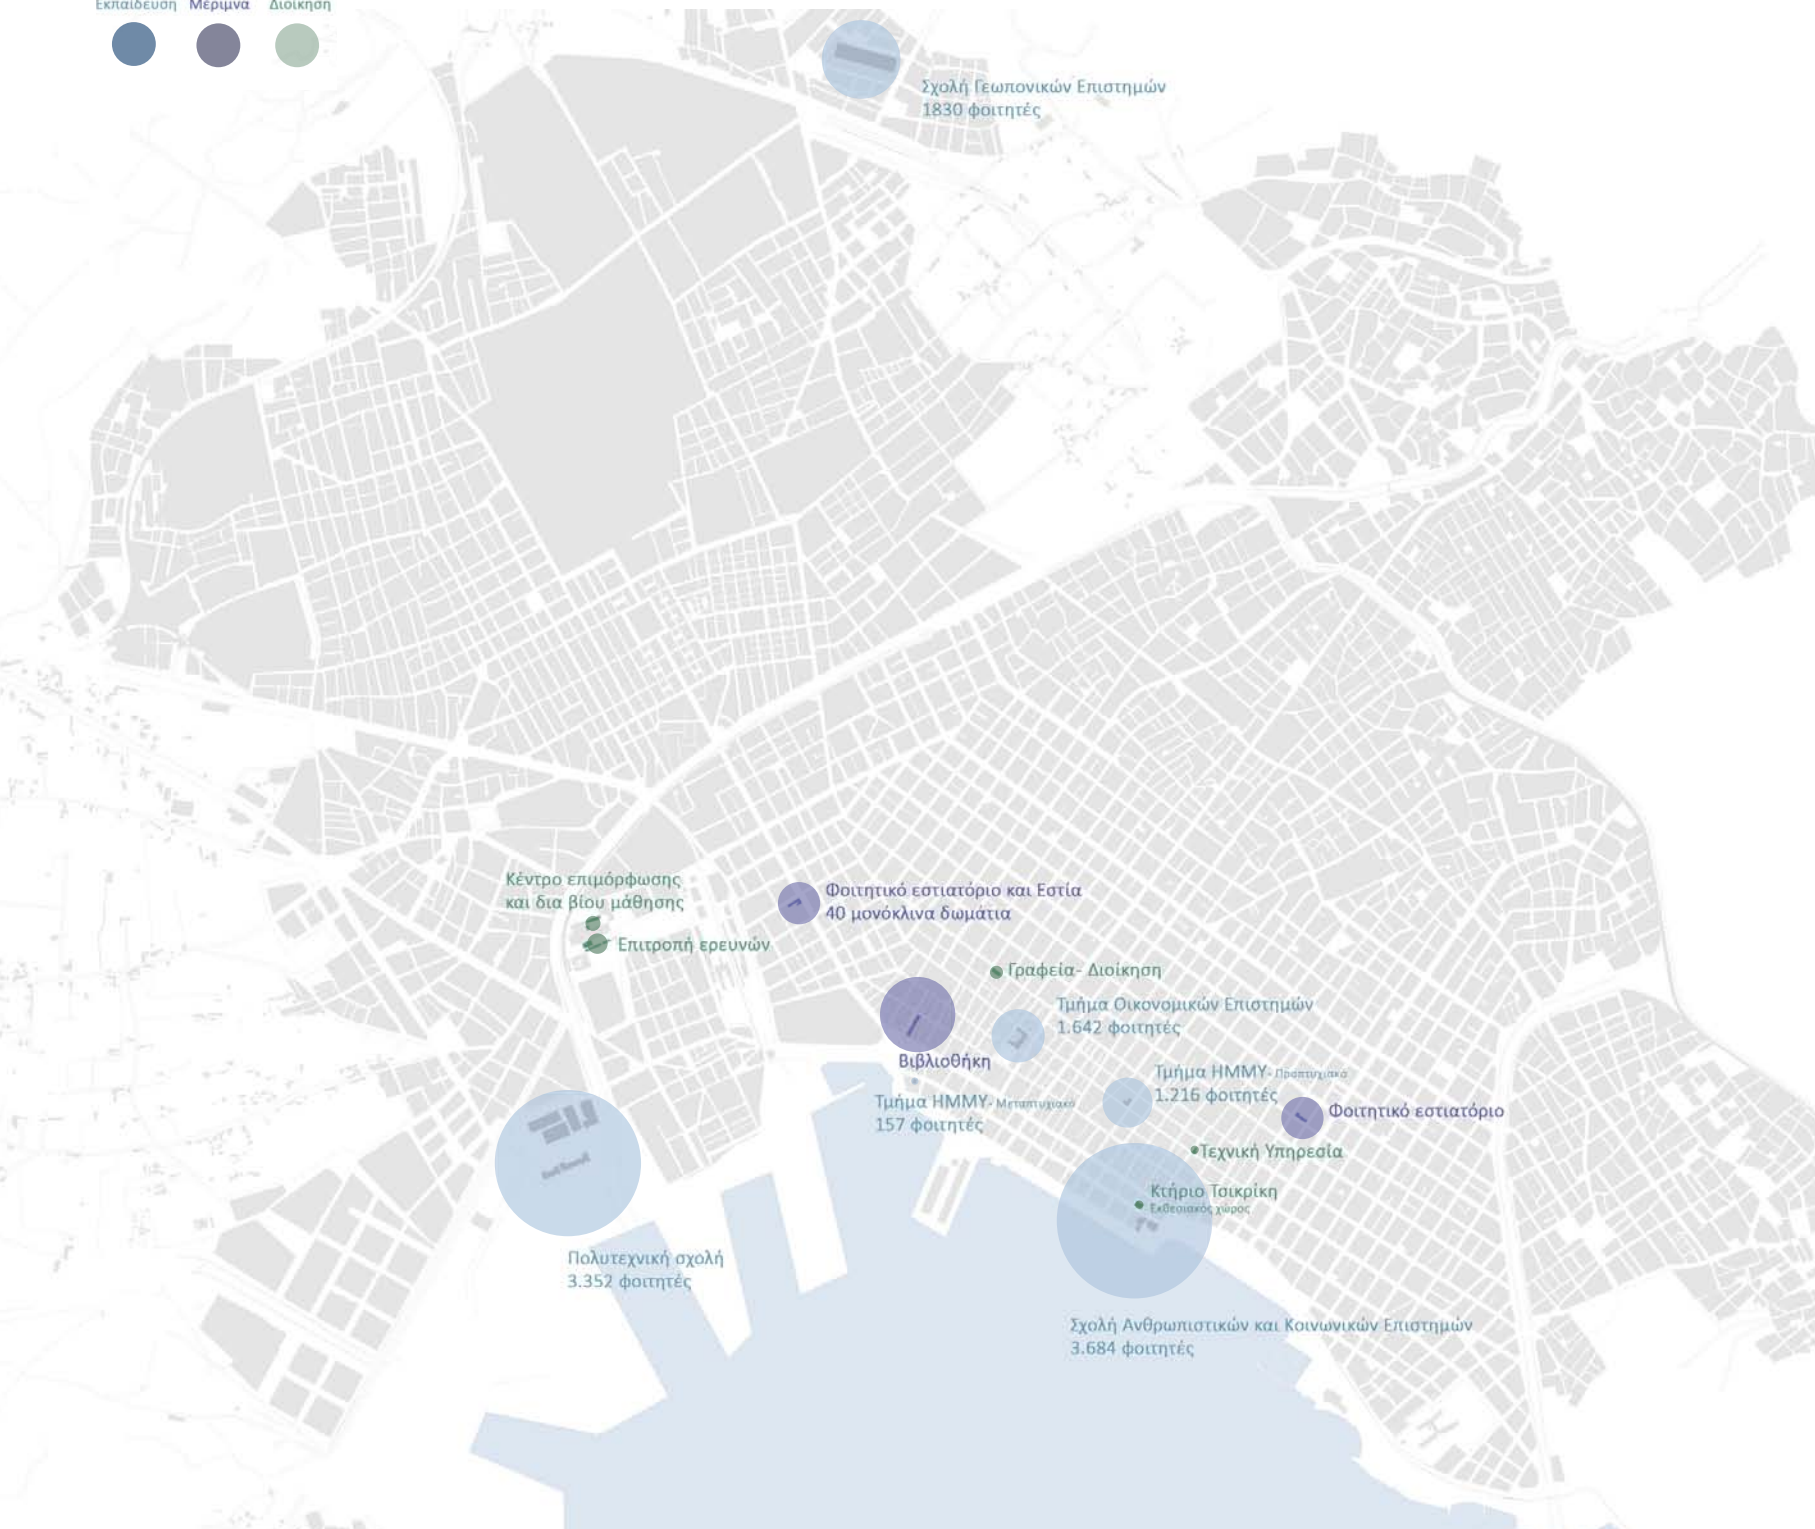 Εκπαίδευση Μέριμνα Διοίκηση
Σχολή Γεωπονικών Επιστημών
1830 φοιτητές
Κέντρο επιμόρφωσης
και δια βίου μάθησης
Επιτροπή ερευνών
Φοιτητικό εστιατόριο και Εστία
40 μονόκλινα δωμάτια
Γραφεία- Διοίκηση
Τμήμα Οικονομικών Επιστημών
1.642 φοιτητές
Βιβλιοθήκη
Τμήμα ΗΜΜΥ- Μεταπτυχιακό
157 φοιτητές
Τμήμα ΗΜΜΥ- Προπτυχιακό
1.216 φοιτητές
Φοιτητικό εστιατόριο
Τεχνική Υπηρεσία
Κτήριο Τσικρίκη
Εκθεσιακός χώρος
Πολυτεχνική σχολή
3.352 φοιτητές
Σχολή Ανθρωπιστικών και Κοινωνικών Επιστημών
3.684 φοιτητές